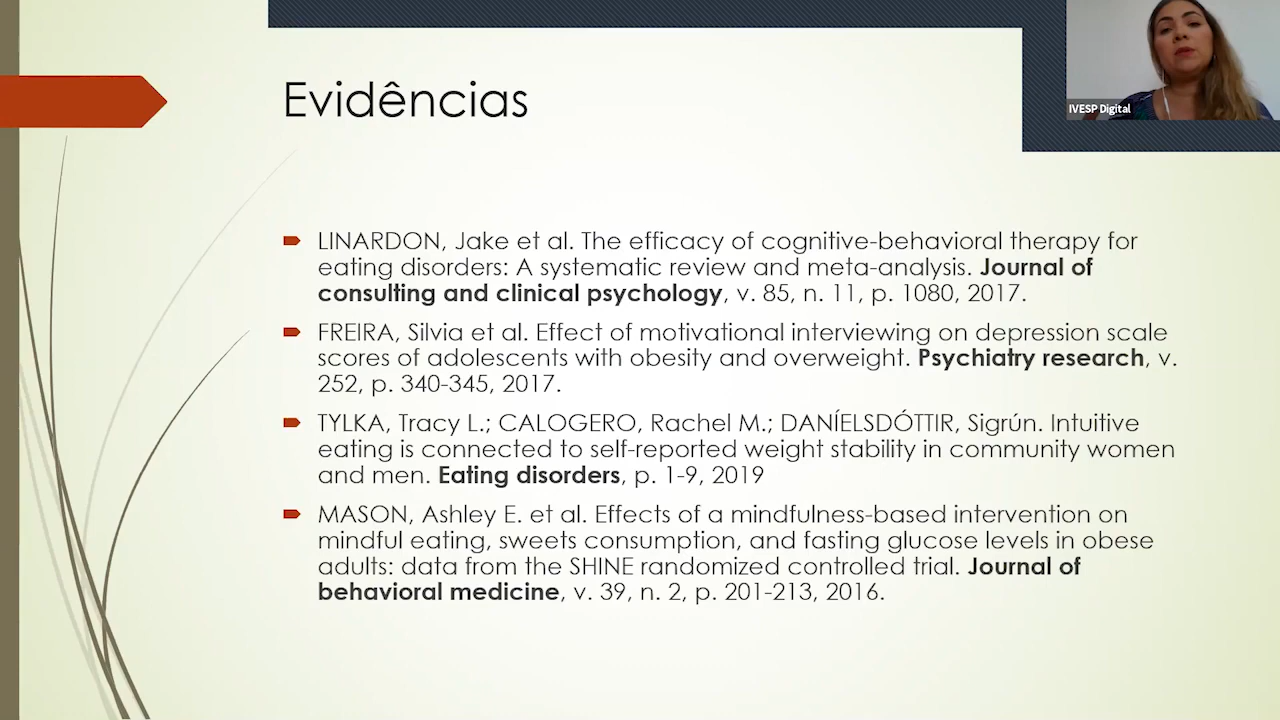 Evidências
IVESP Digital
LINARDON, Jake et al. The efficacy of cognitive-behavioral therapy for
eating disorders: A systematic review and meta-analysis. Journal of
consulting and clinical psychology, v. 85, n. 11, p. 1080, 2017.
FREIRA, Silvia et al. Effect of motivational interviewing on depression scale
scores of adolescents with obesity and overweight. Psychiatry research, v.
252, p. 340-345, 2017.
TYLKA, Tracy L.; CALOGERO, Rachel M.; DANÍELSDÓTTIR, Sigrún. Intuitive
eating is connected to self-reported weight stability in community women
and men. Eating disorders, p. 1-9, 2019
MASON, Ashley E. et al. Effects of a mindfulness-based intervention on
mindful eating, sweets consumption, and fasting glucose levels in obese
adults: data from the SHINE randomized controlled trial. Journal of
behavioral medicine, v. 39, n. 2, p. 201-213, 2016.